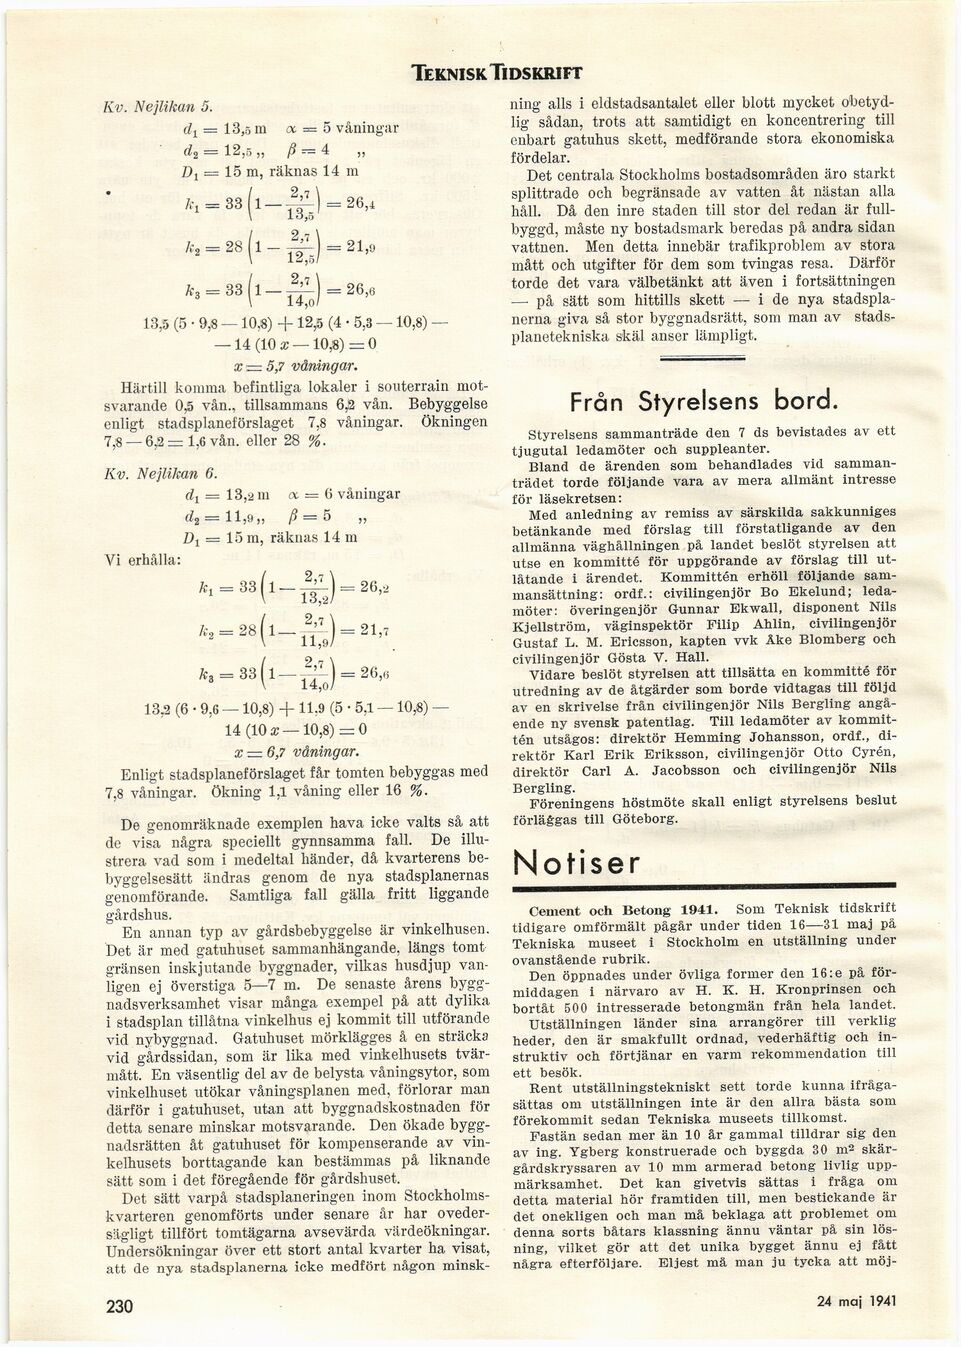 TEKNISK TIDSKRIFT
Kv. Nejlikan 5.
d₁ = 13,5 m α = 5 våningar
d₂ = 12,5 „ β = 4 „
D₁ = 15 m, räknas 14 m
k₁ = 33 (1 — 2,7/13,5) = 26,4
k₂ = 28 (1 — 2,7/12,5) = 21,9
k₃ = 33 (1 — 2,7/14,0) = 26,6
13,5 (5 · 9,8 — 10,8) + 12,5 (4 · 5,3 — 10,8) —
— 14 (10 x — 10,8) = 0
x = 5,7 våningar.
Härtill komma befintliga lokaler i souterrain mot-
svarande 0,5 vån., tillsammans 6,2 vån. Bebyggelse
enligt stadsplaneförslaget 7,8 våningar. Ökningen
7,8 — 6,2 = 1,6 vån. eller 28 %.
Kv. Nejlikan 6.
d₁ = 13,2 m α = 6 våningar
d₂ = 11,9 „ β = 5 „
D₁ = 15 m, räknas 14 m
Vi erhålla:
k₁ = 33 (1 — 2,7/13,2) = 26,2
k₂ = 28 (1 — 2,7/11,9) = 21,7
k₃ = 33 (1 — 2,7/14,0) = 26,6
13,2 (6 · 9,6 — 10,8) + 11,9 (5 · 5,1 — 10,8) —
14 (10 x — 10,8) = 0
x = 6,7 våningar.
Enligt stadsplaneförslaget får tomten bebyggas med
7,8 våningar. Ökning 1,1 våning eller 16 %.
De genomräknade exemplen hava icke valts så att
de visa några speciellt gynnsamma fall. De illu-
strera vad som i medeltal händer, då kvarterens be-
byggelsesätt ändras genom de nya stadsplanernas
genomförande. Samtliga fall gälla fritt liggande
gårdshus.
En annan typ av gårdsbebyggelse är vinkelhusen.
Det är med gatuhuset sammanhängande, längs tomt
gränsen inskjutande byggnader, vilkas husdjup van-
ligen ej överstiga 5—7 m. De senaste årens bygg-
nadsverksamhet visar många exempel på att dylika
i stadsplan tillåtna vinkelhus ej kommit till utförande
vid nybyggnad. Gatuhuset mörklägges å en sträcka
vid gårdssidan, som är lika med vinkelhusets tvär-
mått. En väsentlig del av de belysta våningsytor, som
vinkelhuset utökar våningsplanen med, förlorar man
därför i gatuhuset, utan att byggnadskostnaden för
detta senare minskar motsvarande. Den ökade bygg-
nadsrätten åt gatuhuset för kompenserande av vin-
kelhusets borttagande kan bestämmas på liknande
sätt som i det föregående för gårdshuset.
Det sätt varpå stadsplaneringen inom Stockholms-
kvarteren genomförts under senare år har oveder-
sägligt tillfört tomtägarna avsevärda värdeökningar.
Undersökningar över ett stort antal kvarter ha visat,
att de nya stadsplanerna icke medfört någon minsk-
ning alls i eldstadsantalet eller blott mycket obetyd-
lig sådan, trots att samtidigt en koncentrering till
enbart gatuhus skett, medförande stora ekonomiska
fördelar.
Det centrala Stockholms bostadsområden äro starkt
splittrade och begränsade av vatten åt nästan alla
håll. Då den inre staden till stor del redan är full-
byggd, måste ny bostadsmark beredas på andra sidan
vattnen. Men detta innebär trafikproblem av stora
mått och utgifter för dem som tvingas resa. Därför
torde det vara välbetänkt att även i fortsättningen
— på sätt som hittills skett — i de nya stadspla-
nerna giva så stor byggnadsrätt, som man av stads-
planetekniska skäl anser lämpligt.
Från Styrelsens bord.
Styrelsens sammanträde den 7 ds bevistades av ett
tjugutal ledamöter och suppleanter.
Bland de ärenden som behandlades vid samman-
trädet torde följande vara av mera allmänt intresse
för läsekretsen:
Med anledning av remiss av särskilda sakkunniges
betänkande med förslag till förstatligande av den
allmänna väghållningen på landet beslöt styrelsen att
utse en kommitté för uppgörande av förslag till ut-
låtande i ärendet. Kommittén erhöll följande sam-
mansättning: ordf.: civilingenjör Bo Ekelund; leda-
möter: överingenjör Gunnar Ekwall, disponent Nils
Kjellström, väginspektör Filip Ahlin, civilingenjör
Gustaf L. M. Ericsson, kapten vvk Åke Blomberg och
civilingenjör Gösta V. Hall.
Vidare beslöt styrelsen att tillsätta en kommitté för
utredning av de åtgärder som borde vidtagas till följd
av en skrivelse från civilingenjör Nils Bergling angå-
ende ny svensk patentlag. Till ledamöter av kommit-
tén utsågos: direktör Hemming Johansson, ordf., di-
rektör Karl Erik Eriksson, civilingenjör Otto Cyrén,
direktör Carl A. Jacobsson och civilingenjör Nils
Bergling.
Föreningens höstmöte skall enligt styrelsens beslut
förläggas till Göteborg.
Notiser
Cement och Betong 1941. Som Teknisk tidskrift
tidigare omförmält pågår under tiden 16—31 maj på
Tekniska museet i Stockholm en utställning under
ovanstående rubrik.
Den öppnades under övliga former den 16:e på för-
middagen i närvaro av H. K. H. Kronprinsen och
bortåt 500 intresserade betongmän från hela landet.
Utställningen länder sina arrangörer till verklig
heder, den är smakfullt ordnad, vederhäftig och in-
struktiv och förtjänar en varm rekommendation till
ett besök.
Rent utställningstekniskt sett torde kunna ifråga-
sättas om utställningen inte är den allra bästa som
förekommit sedan Tekniska museets tillkomst.
Fastän sedan mer än 10 år gammal tilldrar sig den
av ing. Ygberg konstruerade och byggda 30 m² skär-
gårdskryssaren av 10 mm armerad betong livlig upp-
märksamhet. Det kan givetvis sättas i fråga om
detta material hör framtiden till, men bestickande är
det onekligen och man må beklaga att problemet om
denna sorts båtars klassning ännu väntar på sin lös-
ning, vilket gör att det unika bygget ännu ej fått
några efterföljare. Eljest må man ju tycka att möj-
230
24 maj 1941